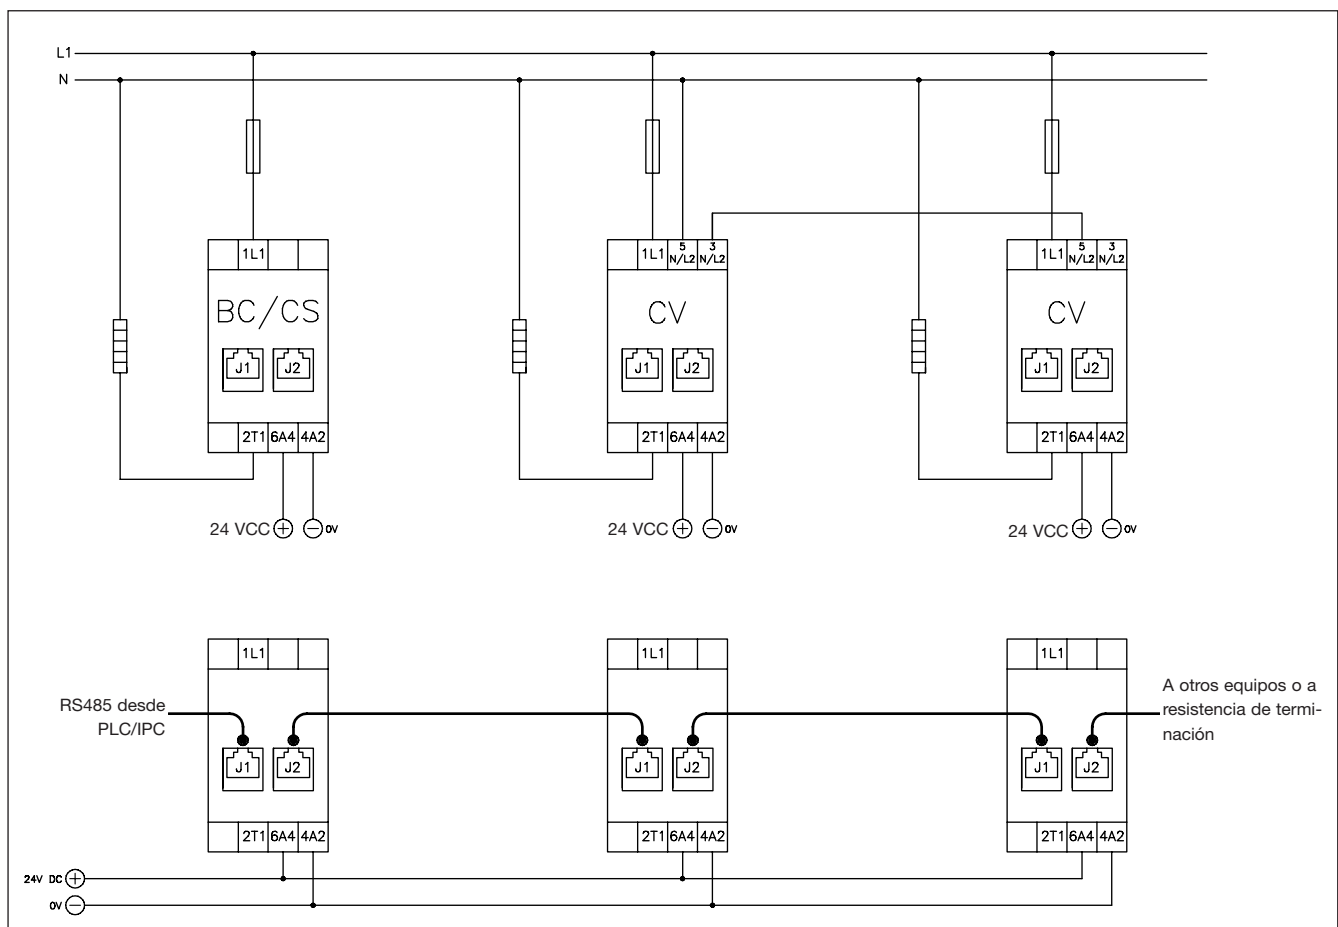 L1
N
1L1
1L1
5
N/L2
3
N/L2
1L1
5
N/L2
3
N/L2
BC/CS
CV
CV
J1
J2
J1
J2
J1
J2
2T1
6A4
4A2
2T1
6A4
4A2
2T1
6A4
4A2
24 VCC
0V
24 VCC
0V
24 VCC
0V
1L1
1L1
1L1
RS485 desde
PLC/IPC
A otros equipos o a
resistencia de termi-
nación
J1
J2
J1
J2
J1
J2
2T1
6A4
4A2
2T1
6A4
4A2
2T1
6A4
4A2
24V DC
0V